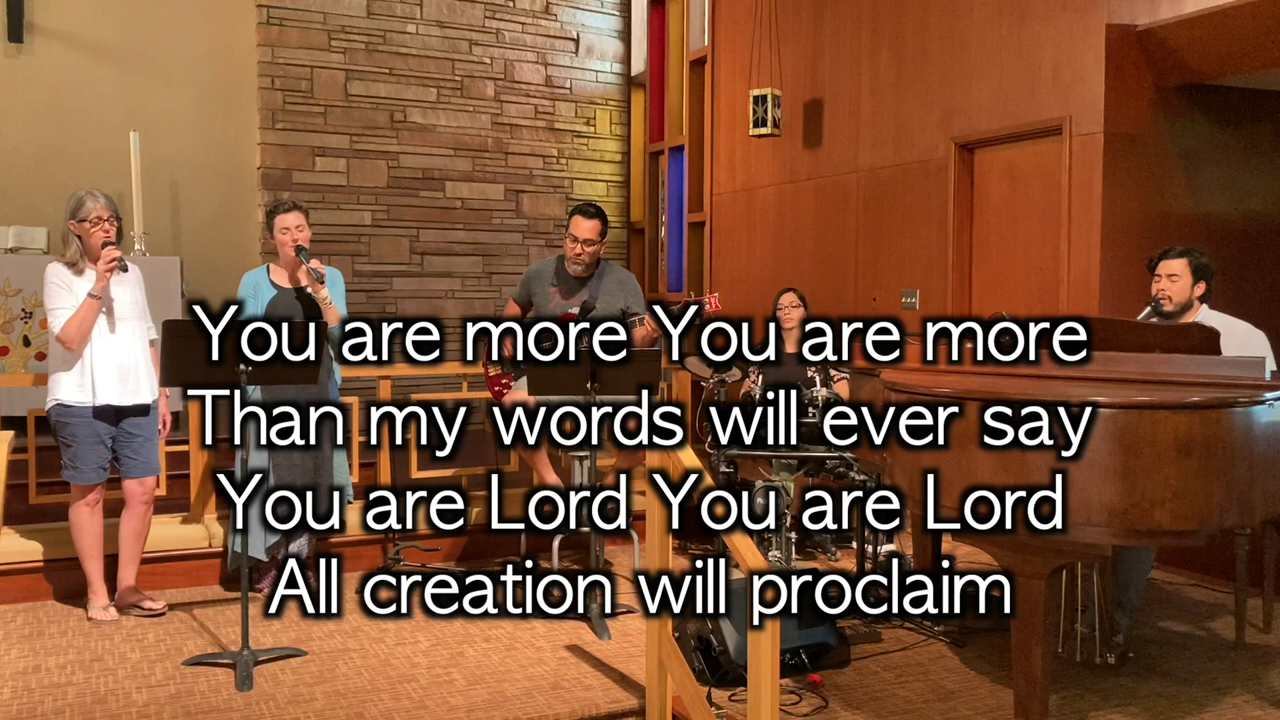 You are more You are more
Than my words will ever say
You are Lord You are Lord
All creation will proclaim